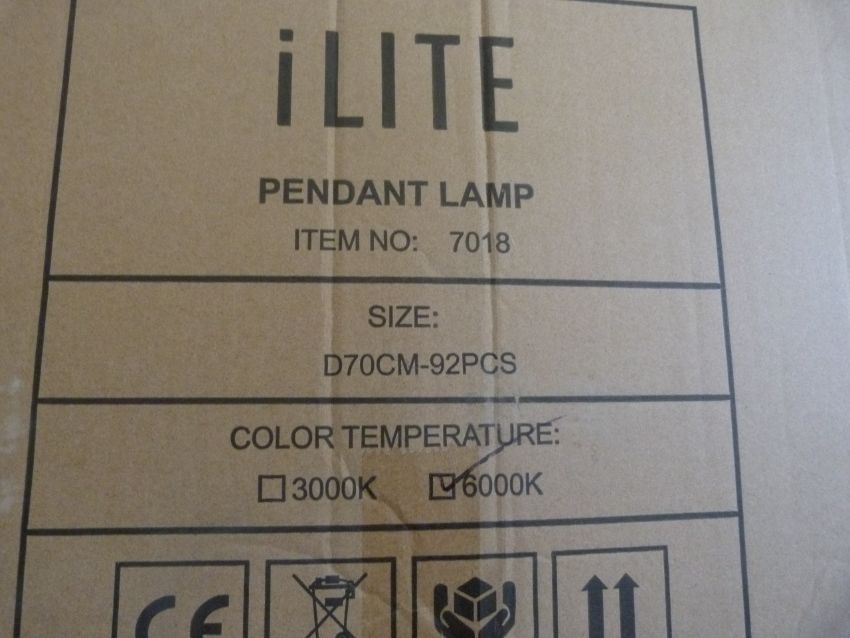 iLITE
PENDANT LAMP
ITEM NO: 7018
SIZE:
D70CM-92PCS
COLOR TEMPERATURE:
3000K 6000K
CE